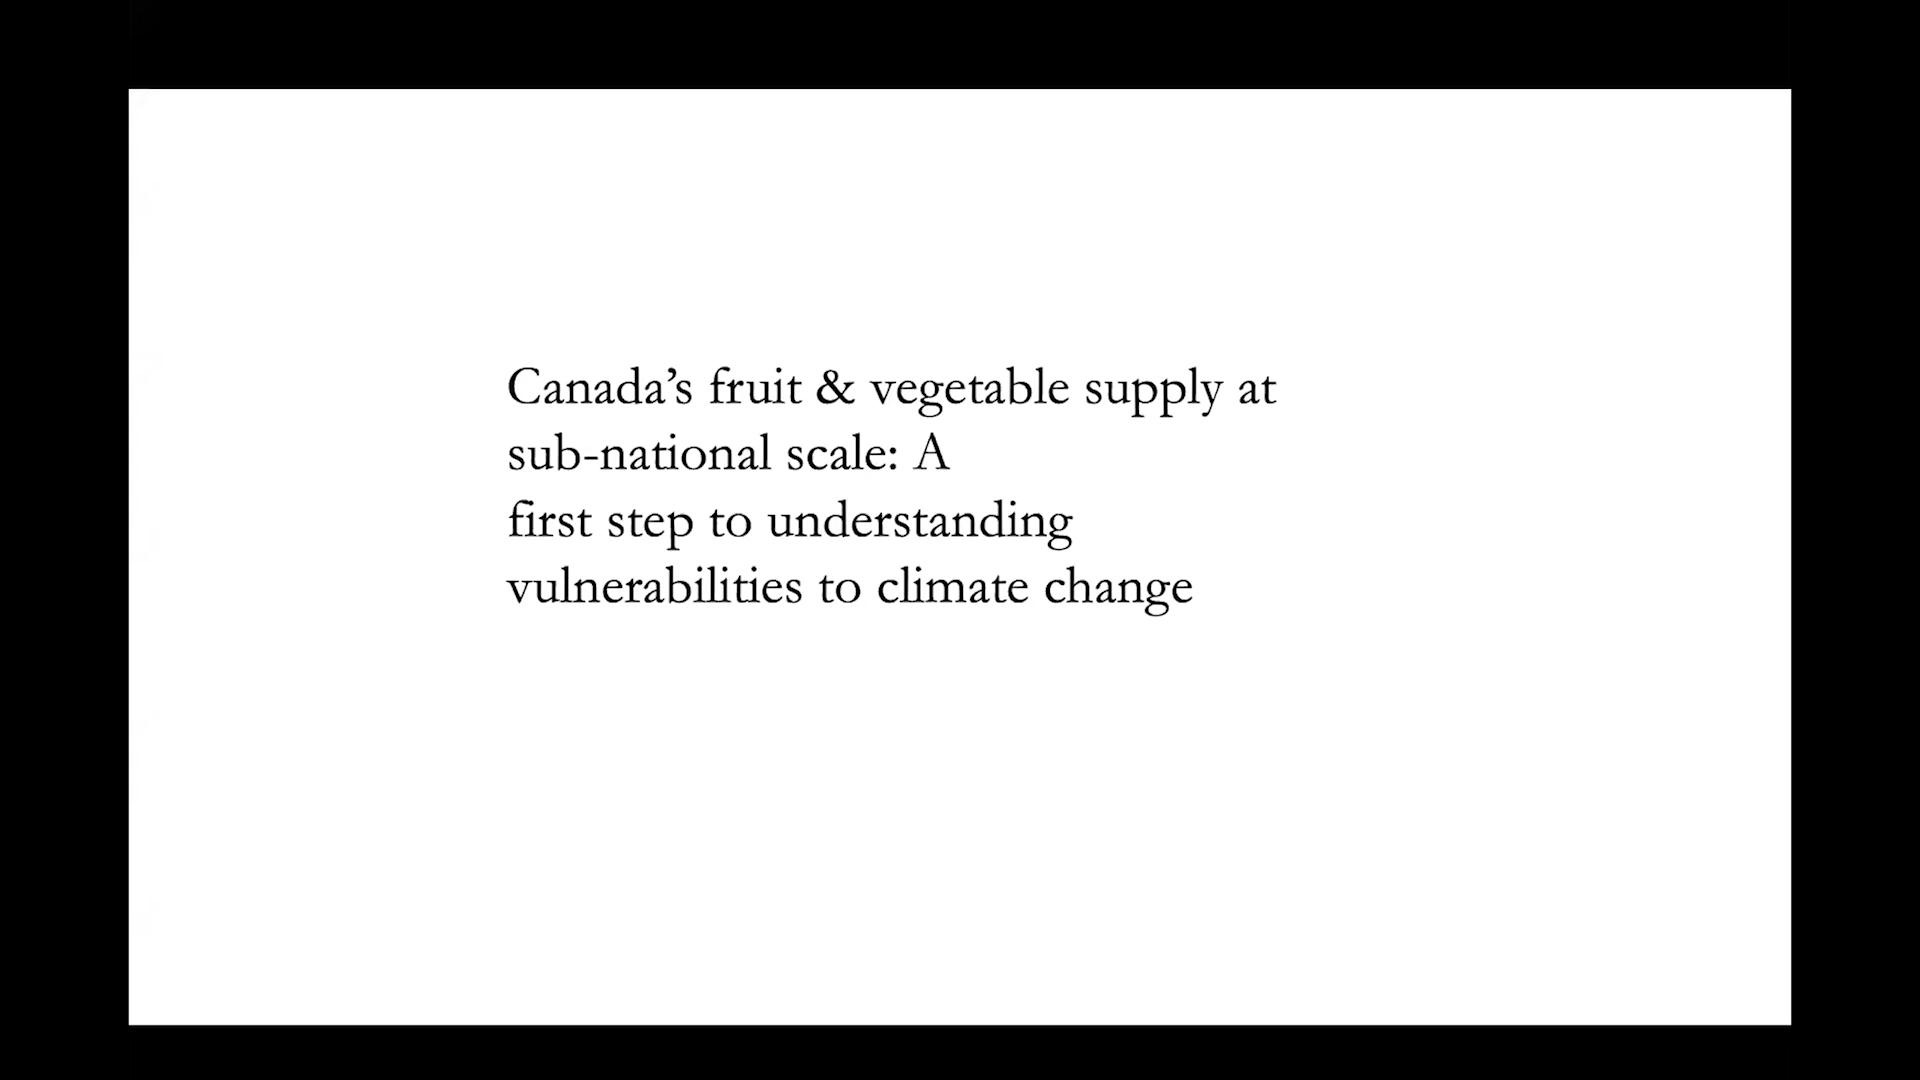 Canada’s fruit & vegetable supply at
sub-national scale: A
first step to understanding
vulnerabilities to climate change